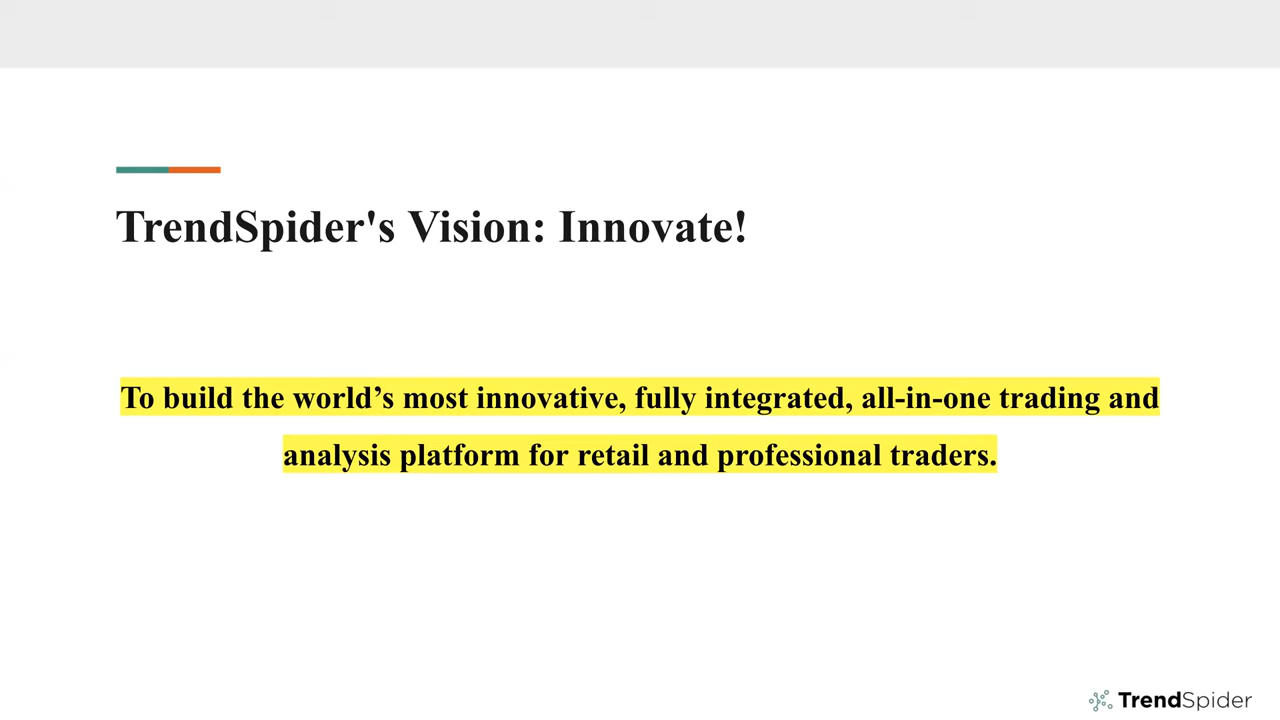 TrendSpider's Vision: Innovate!
To build the world’s most innovative, fully integrated, all-in-one trading and
analysis platform for retail and professional traders.
TrendSpider